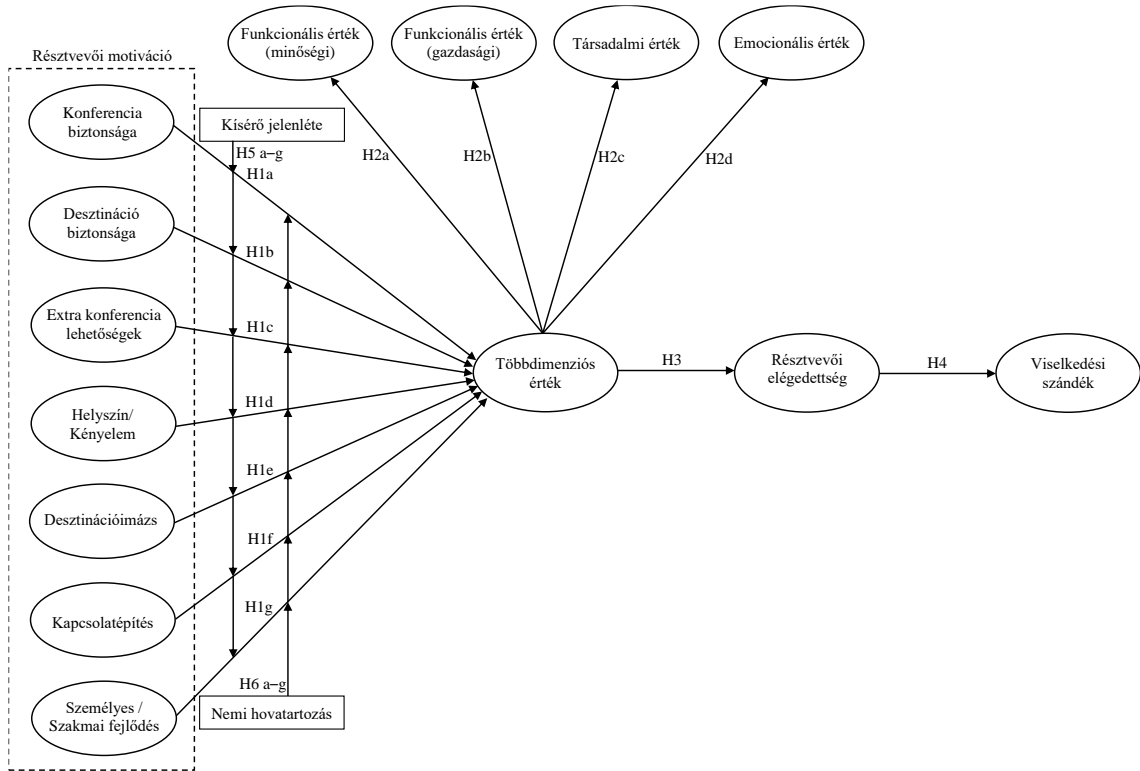 Funkcionális érték
(minőségi)
Funkcionális érték
(gazdasági)
Társadalmi érték
Emocionális érték
Résztvevői motiváció
Konferencia
biztonsága
Kísérő jelenléte
H5 a–g
H1a
H2a
H2b
H2c
H2d
Desztináció
biztonsága
H1b
Extra konferencia
lehetőségek
H1c
Többdimenziós
érték
H3
Résztvevői
elégedettség
H4
Viselkedési
szándék
Helyszín/
Kényelem
H1d
H1e
Desztinációimázs
H1f
Kapcsolatépítés
H1g
H6 a–g
Személyes /
Szakmai fejlődés
Nemi hovatartozás